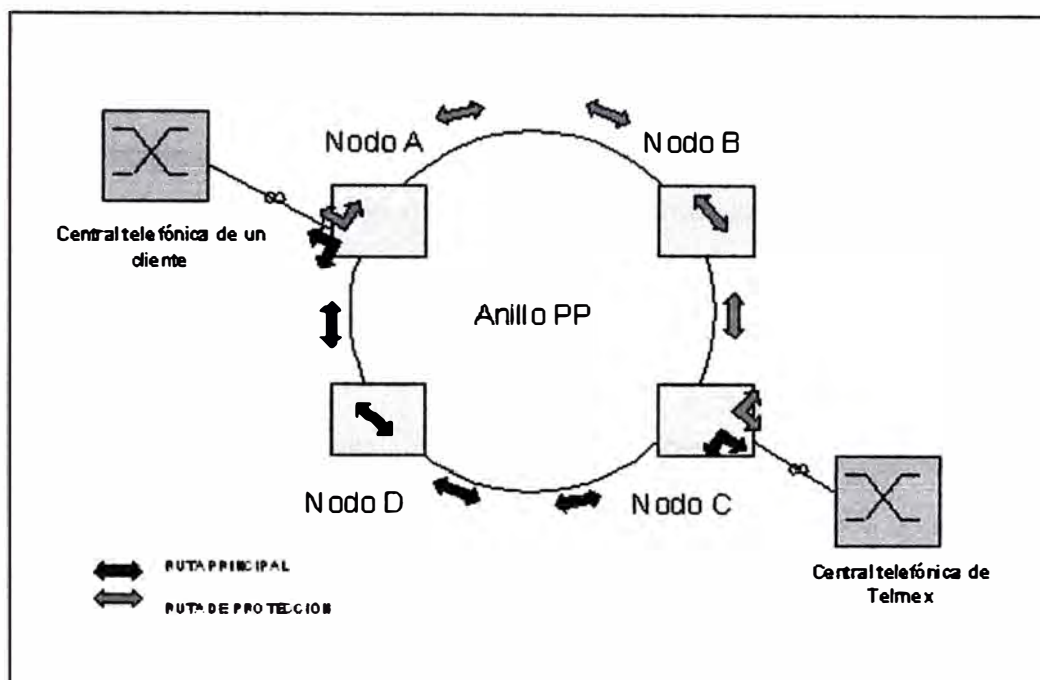 Nodo A
Nodo B
Central telefónica de un
cliente
Anillo PP
Nodo D
Nodo C
RUTA PRINCIPAL
RUTA DE PROTECCION
Central telefónica de
Telmex